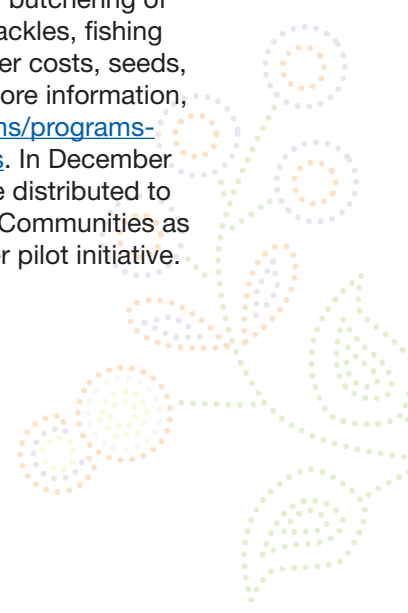 butchering of
ackles, fishing
er costs, seeds,
ore information,
ns/programs-
s. In December
e distributed to
Communities as
r pilot initiative.